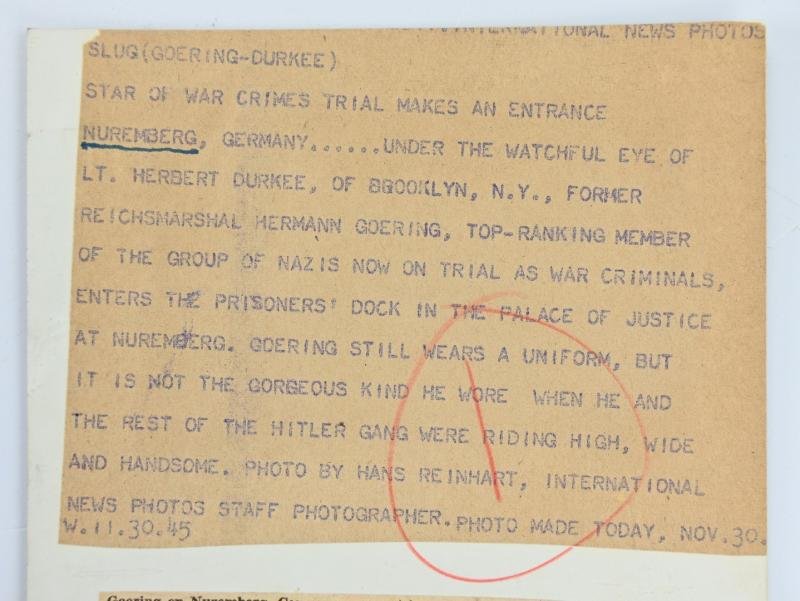 INTERNATIONAL NEWS PHOTOS
SLUG(GOERING-DURKEE)
STAR OF WAR CRIMES TRIAL MAKES AN ENTRANCE
NUREMBERG, GERMANY......UNDER THE WATCHFUL EYE OF
LT. HERBERT DURKEE, OF BROOKLYN, N.Y., FORMER
REICHSMARSHAL HERMANN GOERING, TOP-RANKING MEMBER
OF THE GROUP OF NAZIS NOW ON TRIAL AS WAR CRIMINALS,
ENTERS THE PRISONERS' DOCK IN THE PALACE OF JUSTICE
AT NUREMBERG. GOERING STILL WEARS A UNIFORM, BUT
IT IS NOT THE GORGEOUS KIND HE WORE WHEN HE AND
THE REST OF THE HITLER GANG WERE RIDING HIGH, WIDE
AND HANDSOME. PHOTO BY HANS REINHART, INTERNATIONAL
NEWS PHOTOS STAFF PHOTOGRAPHER. PHOTO MADE TODAY, NOV.30.
W.11.30.45
Goering on Nuremberg